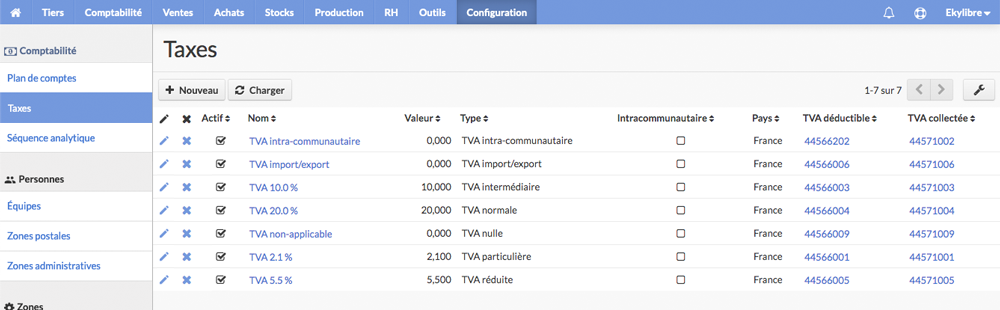 Tiers Comptabilité Ventes Achats Stocks Production RH Outils Configuration Ekylibre
Comptabilité
Plan de comptes
Taxes
Séquence analytique
Personnes
Équipes
Zones postales
Zones administratives
Zones
Taxes
Nouveau Charger 1-7 sur 7
Actif Nom Valeur Type Intracommunautaire Pays TVA déductible TVA collectée
TVA intra-communautaire 0,000 TVA intra-communautaire France 44566202 44571002
TVA import/export 0,000 TVA import/export France 44566006 44571006
TVA 10.0 % 10,000 TVA intermédiaire France 44566003 44571003
TVA 20.0 % 20,000 TVA normale France 44566004 44571004
TVA non-applicable 0,000 TVA nulle France 44566009 44571009
TVA 2.1 % 2,100 TVA particulière France 44566001 44571001
TVA 5.5 % 5,500 TVA réduite France 44566005 44571005